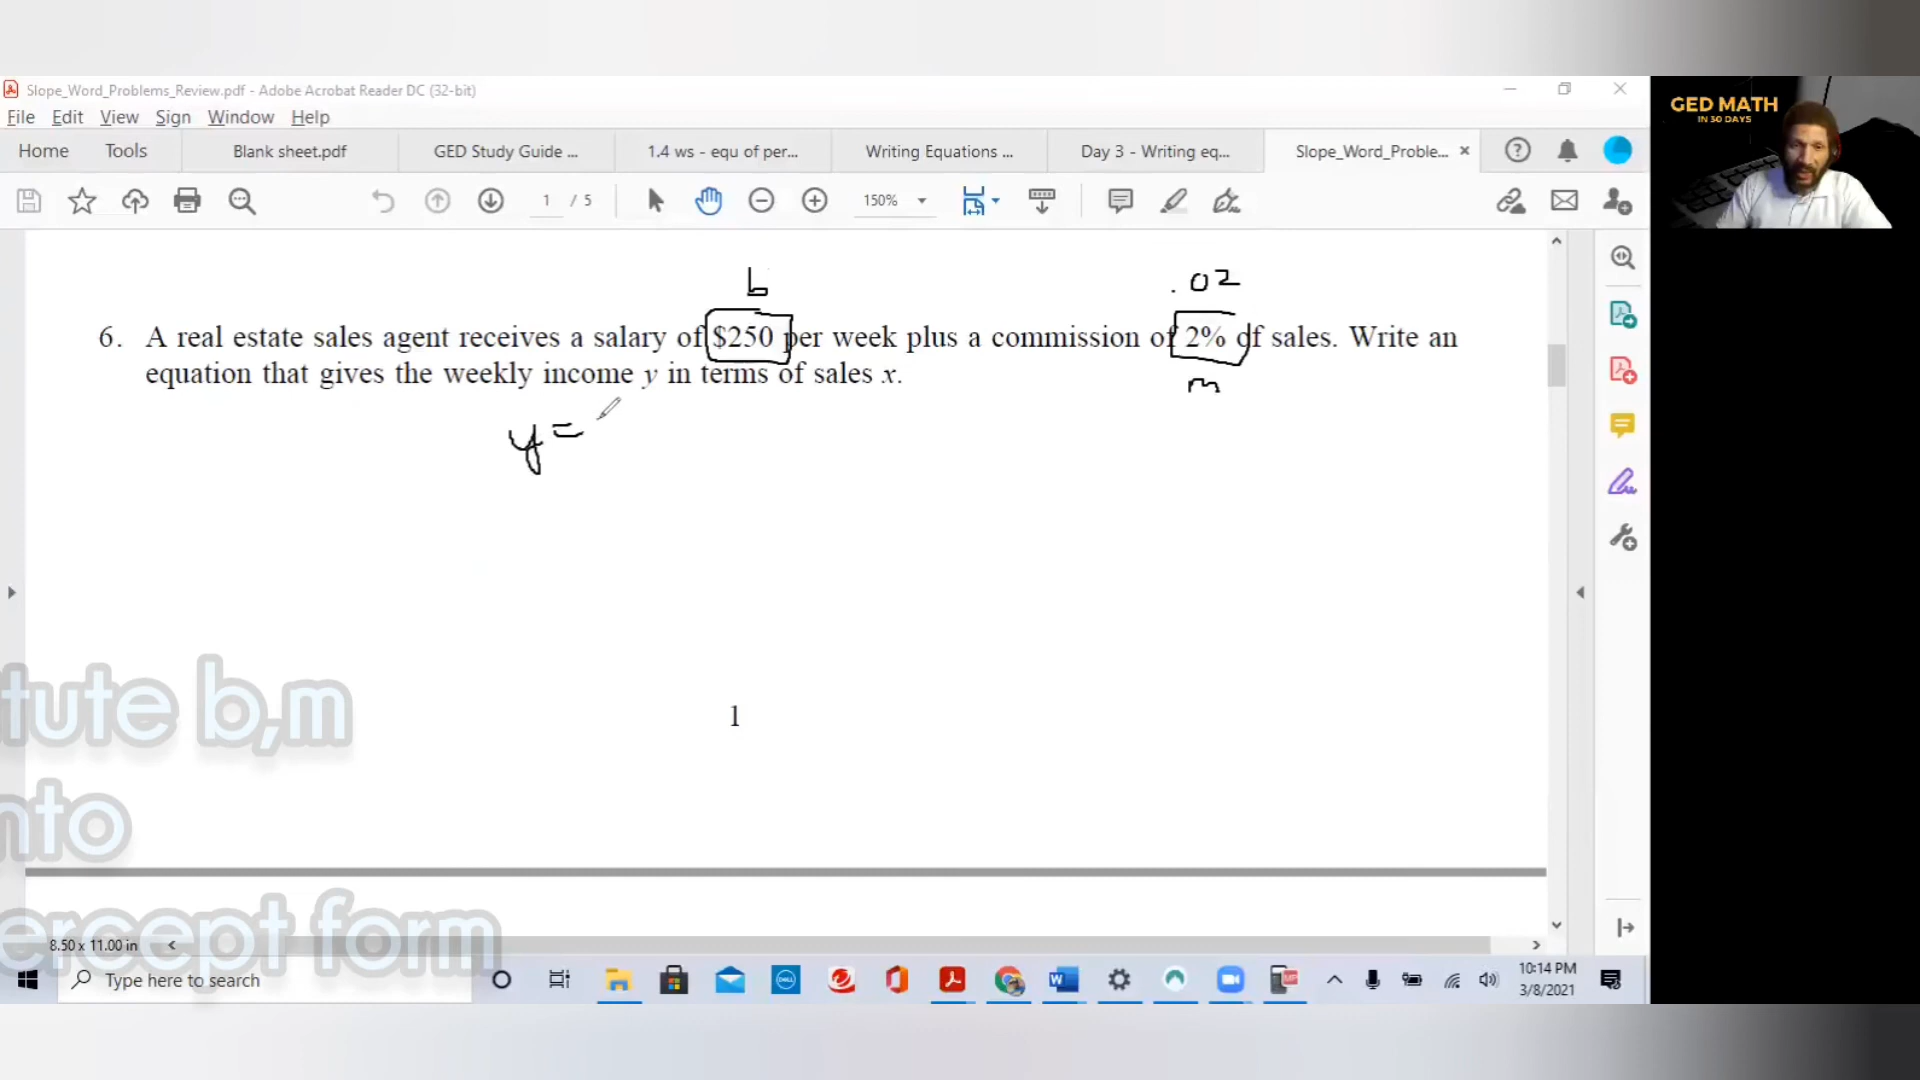 Slope_Word_Problems_Review.pdf - Adobe Acrobat Reader DC (32-bit)
GED MATH
IN 30 DAYS
File Edit View Sign Window Help
Home Tools Blank sheet.pdf GED Study Guide ... 1.4 ws - equ of per... Writing Equations ... Day 3 - Writing eq... Slope_Word_Proble...
1 / 5 150%
b .02
6. A real estate sales agent receives a salary of $250 per week plus a commission of 2% of sales. Write an
equation that gives the weekly income y in terms of sales x.
m
y=
tute b,m
1
nto
ercept form
8.50 x 11.00 in
Type here to search
DELL
W
MP
10:14 PM
3/8/2021